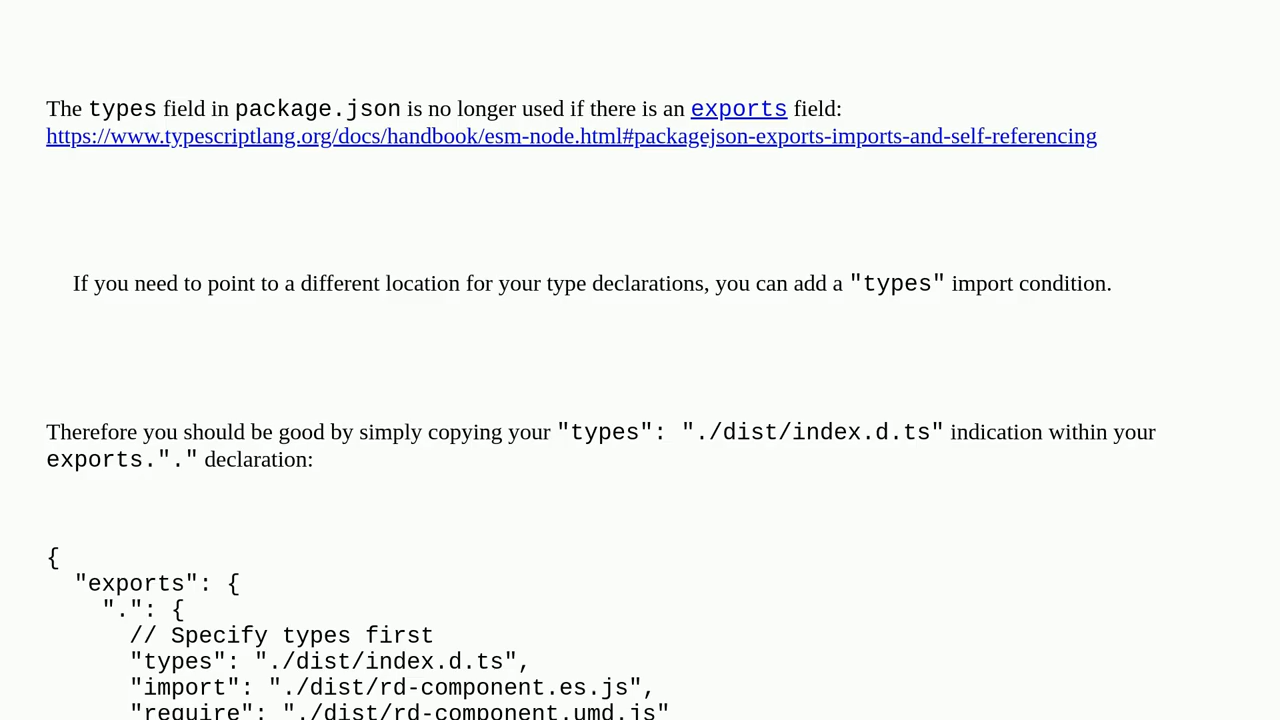 The types field in package.json is no longer used if there is an exports field:
https://www.typescriptlang.org/docs/handbook/esm-node.html#packagejson-exports-imports-and-self-referencing
If you need to point to a different location for your type declarations, you can add a "types" import condition.
Therefore you should be good by simply copying your "types": "./dist/index.d.ts" indication within your
exports."." declaration:
{
  "exports": {
    ".": {
      // Specify types first
      "types": "./dist/index.d.ts",
      "import": "./dist/rd-component.es.js",
      "require": "./dist/rd-component.umd.js"